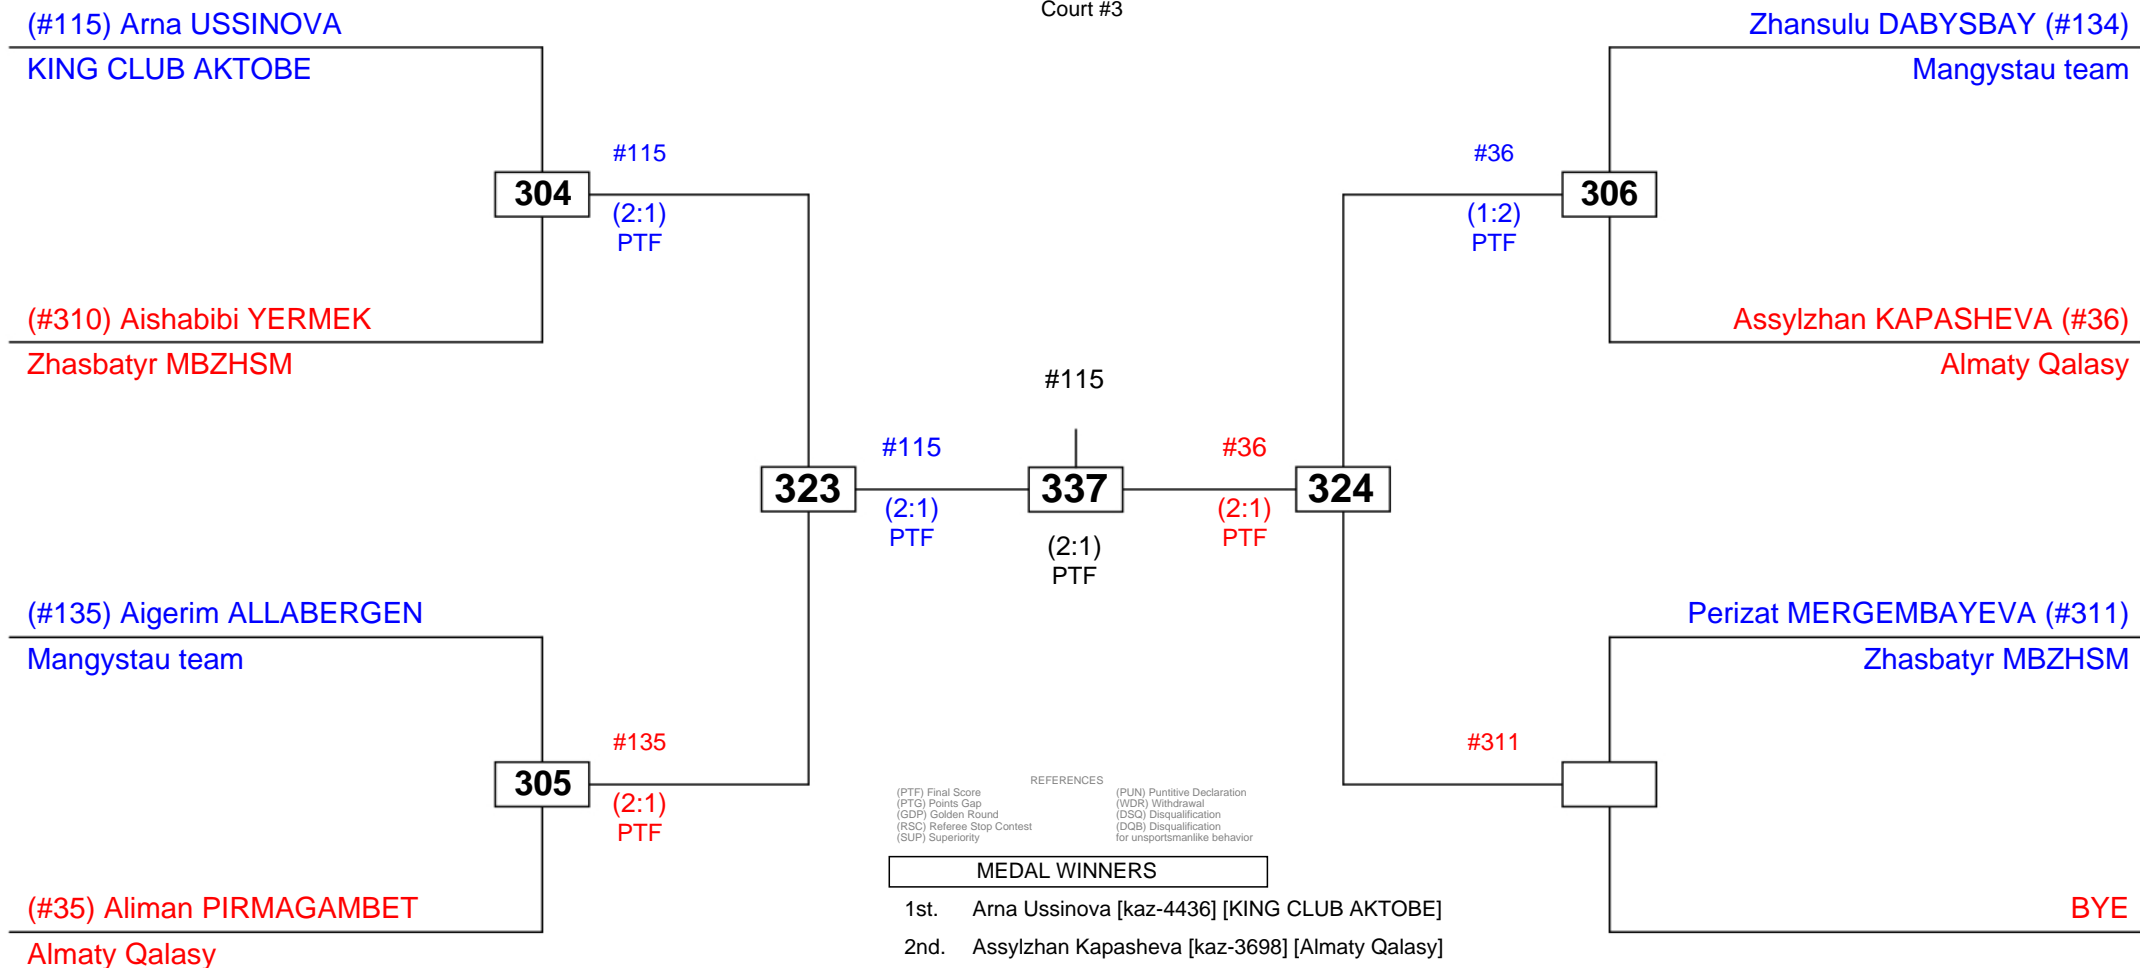 Court #3
(#115) Arna USSINOVA
KING CLUB AKTOBE
Zhansulu DABYSBAY (#134)
Mangystau team
#115
304
(2:1)
PTF
#36
306
(1:2)
PTF
(#310) Aishabibi YERMEK
Zhasbatyr MBZHSM
Assylzhan KAPASHEVA (#36)
Almaty Qalasy
#115
323
#115
(2:1)
PTF
337
(2:1)
PTF
#36
(2:1)
PTF
324
(#135) Aigerim ALLABERGEN
Mangystau team
Perizat MERGEMBAYEVA (#311)
Zhasbatyr MBZHSM
305
#135
(2:1)
PTF
#311
(#35) Aliman PIRMAGAMBET
Almaty Qalasy
BYE
REFERENCES
(PTF) Final Score
(PTG) Points Gap
(GDP) Golden Round
(RSC) Referee Stop Contest
(SUP) Superiority
(PUN) Puntitive Declaration
(WDR) Withdrawal
(DSQ) Disqualification
(DQB) Disqualification
for unsportsmanlike behavior
MEDAL WINNERS
1st. Arna Ussinova [kaz-4436] [KING CLUB AKTOBE]
2nd. Assylzhan Kapasheva [kaz-3698] [Almaty Qalasy]